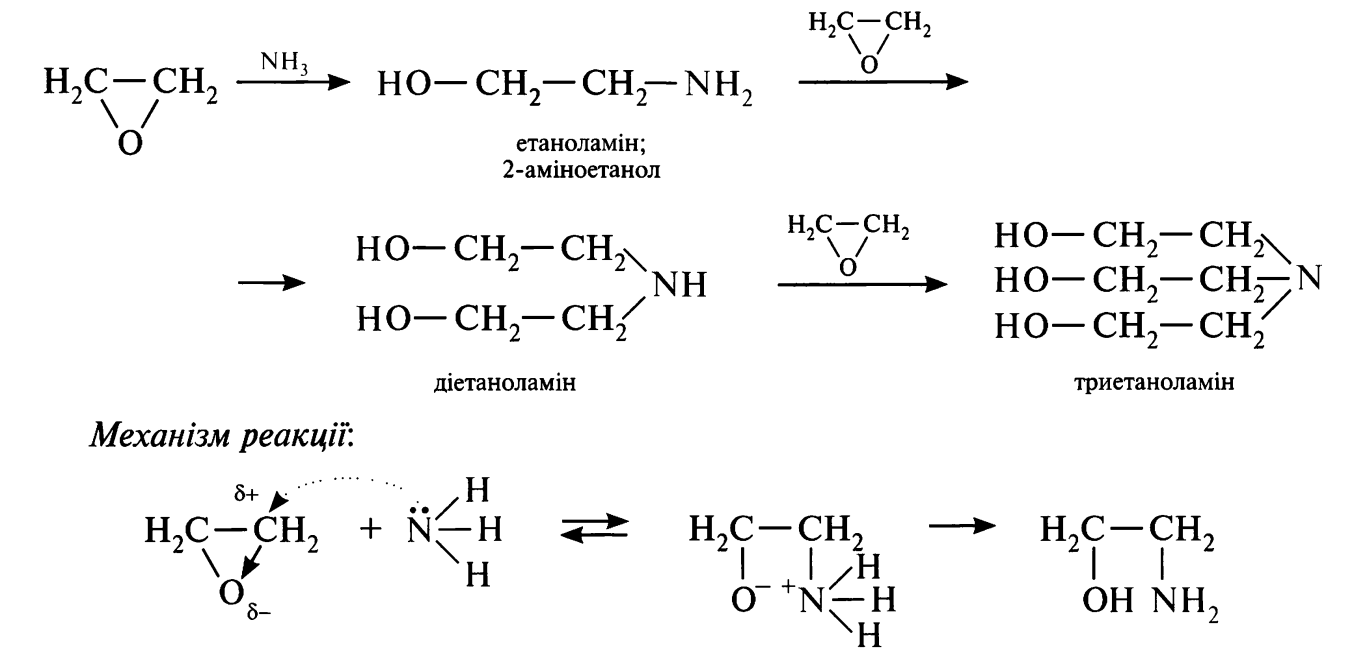 H₂C—CH₂
H₂C—CH₂ NH₃ HO—CH₂—CH₂—NH₂ O
O
етаноламін;
2-аміноетанол
H₂C—CH₂
HO—CH₂—CH₂ O HO—CH₂—CH₂
NH HO—CH₂—CH₂—N
HO—CH₂—CH₂ HO—CH₂—CH₂
діетаноламін триетаноламін
Механізм реакції:
δ+ H
H₂C—CH₂ + N̈—H H₂C—CH₂ H₂C—CH₂
O δ– H O⁻ ⁺N—H OH NH₂
H
H